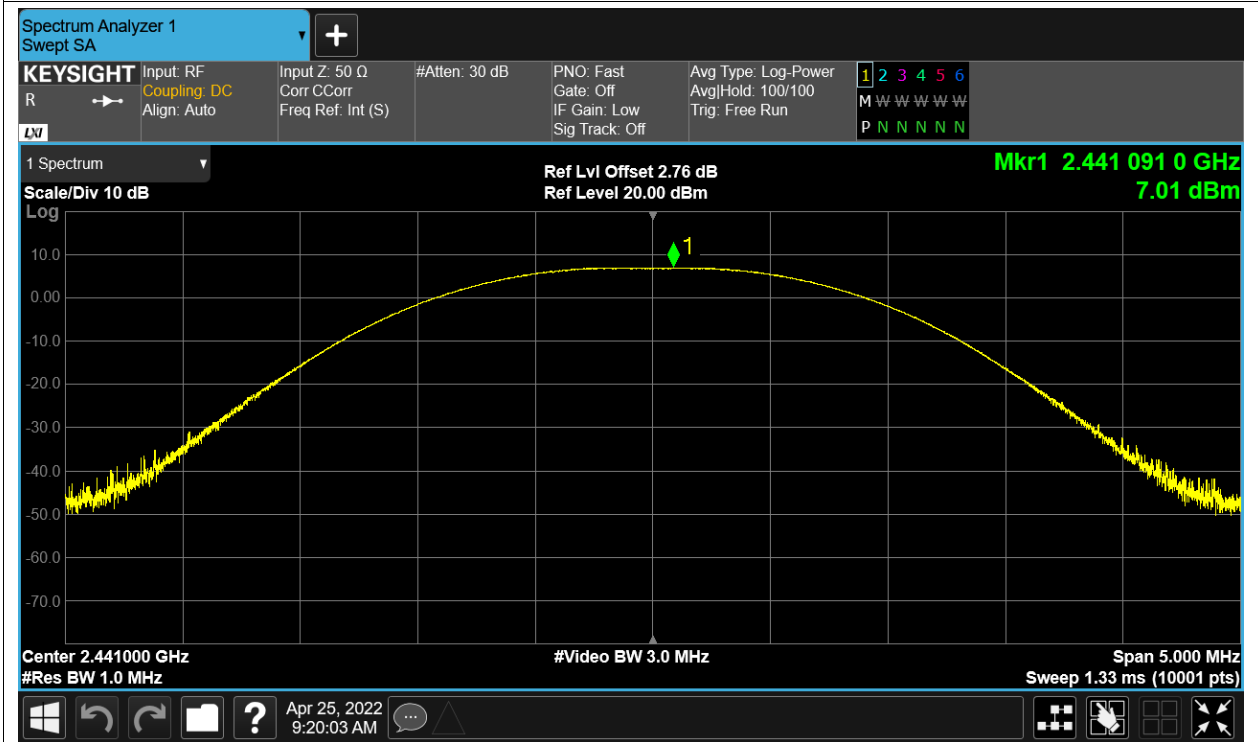 Spectrum Analyzer 1
Swept SA
+
KEYSIGHT
R
LXI
Input: RF
Coupling: DC
Align: Auto
Input Z: 50 Ω
Corr CCorr
Freq Ref: Int (S)
#Atten: 30 dB
PNO: Fast
Gate: Off
IF Gain: Low
Sig Track: Off
Avg Type: Log-Power
Avg|Hold: 100/100
Trig: Free Run
1 2 3 4 5 6
M W W W W W
P N N N N N
1 Spectrum
Scale/Div 10 dB
Log
Ref Lvl Offset 2.76 dB
Ref Level 20.00 dBm
Mkr1 2.441 091 0 GHz
7.01 dBm
1
10.0
0.00
-10.0
-20.0
-30.0
-40.0
-50.0
-60.0
-70.0
Center 2.441000 GHz
#Res BW 1.0 MHz
#Video BW 3.0 MHz
Span 5.000 MHz
Sweep 1.33 ms (10001 pts)
?
Apr 25, 2022
9:20:03 AM